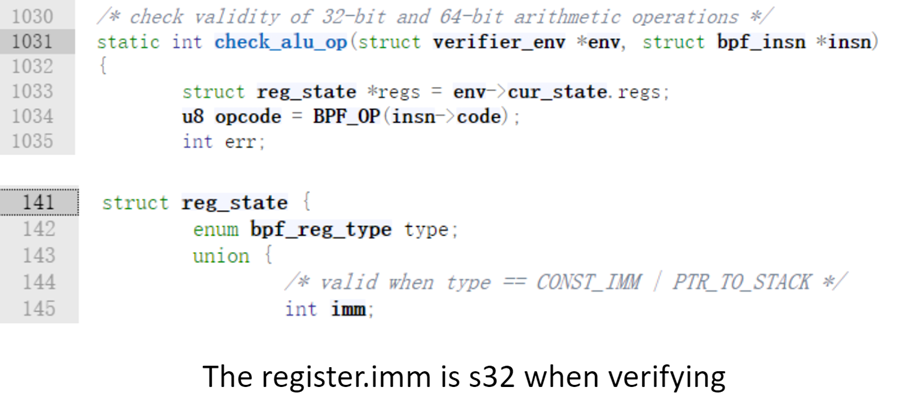 1030 /* check validity of 32-bit and 64-bit arithmetic operations */
1031 static int check_alu_op(struct verifier_env *env, struct bpf_insn *insn)
1032 {
1033 struct reg_state *regs = env->cur_state.regs;
1034 u8 opcode = BPF_OP(insn->code);
1035 int err;
141 struct reg_state {
142 enum bpf_reg_type type;
143 union {
144 /* valid when type == CONST_IMM | PTR_TO_STACK */
145 int imm;
The register.imm is s32 when verifying